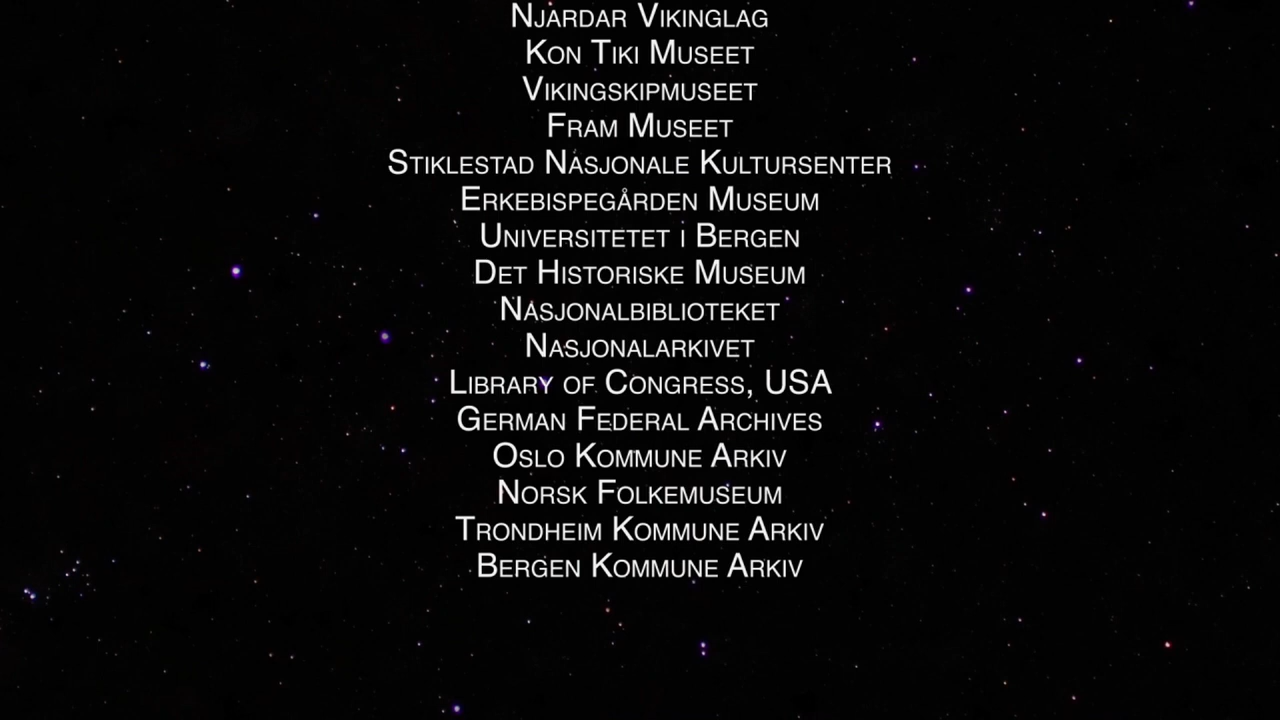 Njardar Vikinglag
Kon Tiki Museet
Vikingskipmuseet
Fram Museet
Stiklestad Nasjonale Kultursenter
Erkebispegården Museum
Universitetet i Bergen
Det Historiske Museum
Nasjonalbiblioteket
Nasjonalarkivet
Library of Congress, USA
German Federal Archives
Oslo Kommune Arkiv
Norsk Folkemuseum
Trondheim Kommune Arkiv
Bergen Kommune Arkiv